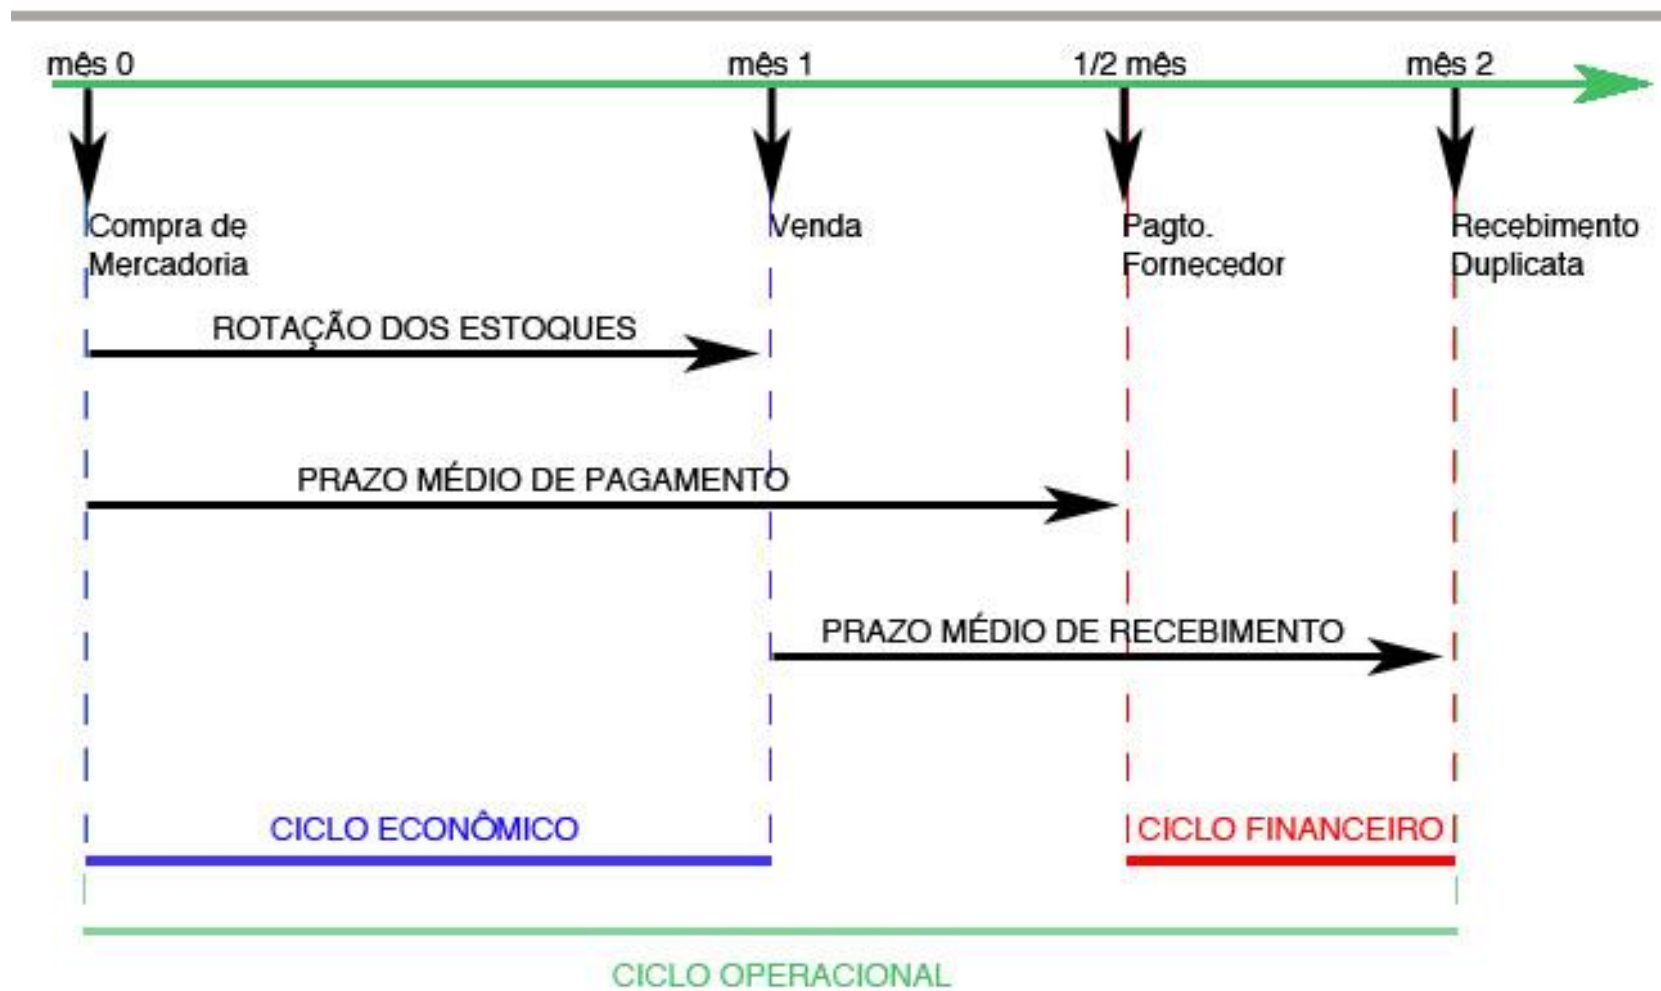 mês 0
mês 1
1/2 mês
mês 2
Compra de
Mercadoria
Venda
Pagto.
Fornecedor
Recebimento
Duplicata
ROTAÇÃO DOS ESTOQUES
PRAZO MÉDIO DE PAGAMENTO
PRAZO MÉDIO DE RECEBIMENTO
CICLO ECONÔMICO
CICLO FINANCEIRO
CICLO OPERACIONAL